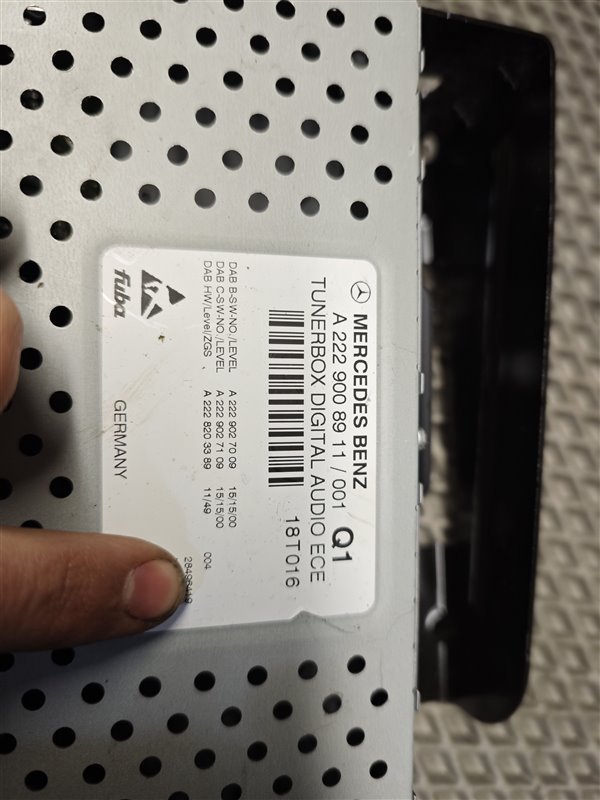 MERCEDES BENZ
A 222 900 89 11 / 001 Q1
TUNERBOX DIGITAL AUDIO ECE
18T016
DAB B-SW-NO./LEVEL A 222 902 70 09 15/15/00
DAB C-SW-NO./LEVEL A 222 902 71 09 15/15/00
DAB HW/Level/ZGS A 222 820 33 89 11/49 004
fuba GERMANY